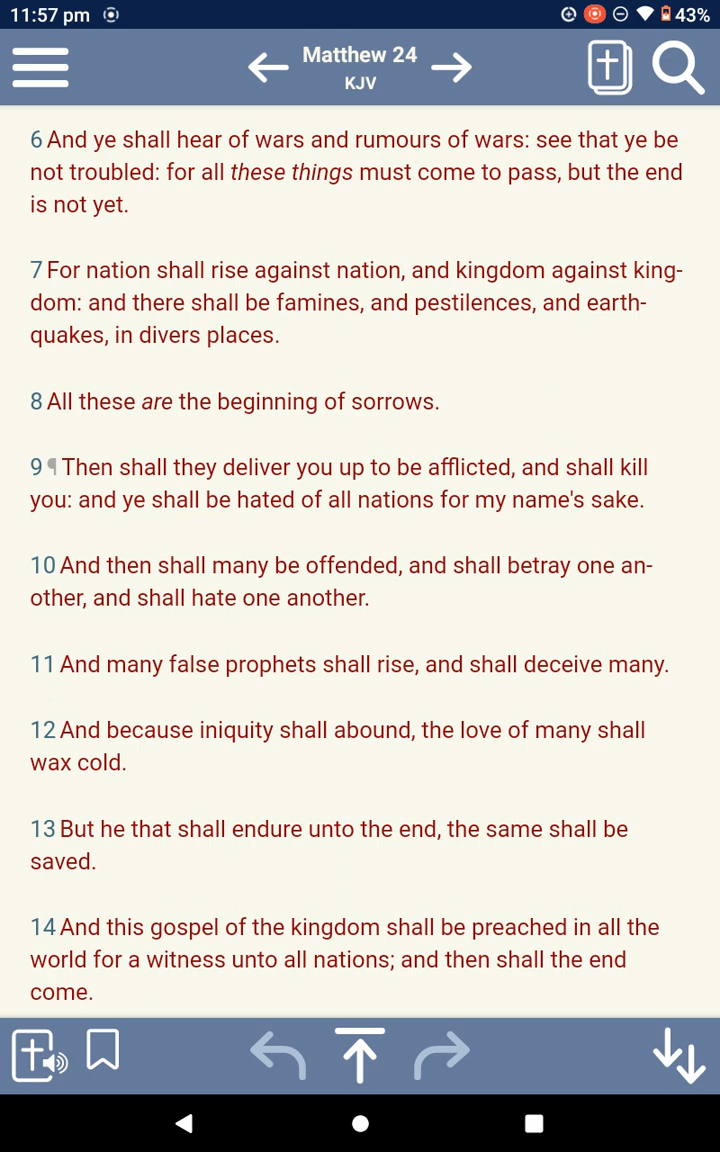 11:57 pm
43%
Matthew 24
KJV
6 And ye shall hear of wars and rumours of wars: see that ye be
not troubled: for all these things must come to pass, but the end
is not yet.
7 For nation shall rise against nation, and kingdom against king-
dom: and there shall be famines, and pestilences, and earth-
quakes, in divers places.
8 All these are the beginning of sorrows.
9 ¶ Then shall they deliver you up to be afflicted, and shall kill
you: and ye shall be hated of all nations for my name's sake.
10 And then shall many be offended, and shall betray one an-
other, and shall hate one another.
11 And many false prophets shall rise, and shall deceive many.
12 And because iniquity shall abound, the love of many shall
wax cold.
13 But he that shall endure unto the end, the same shall be
saved.
14 And this gospel of the kingdom shall be preached in all the
world for a witness unto all nations; and then shall the end
come.